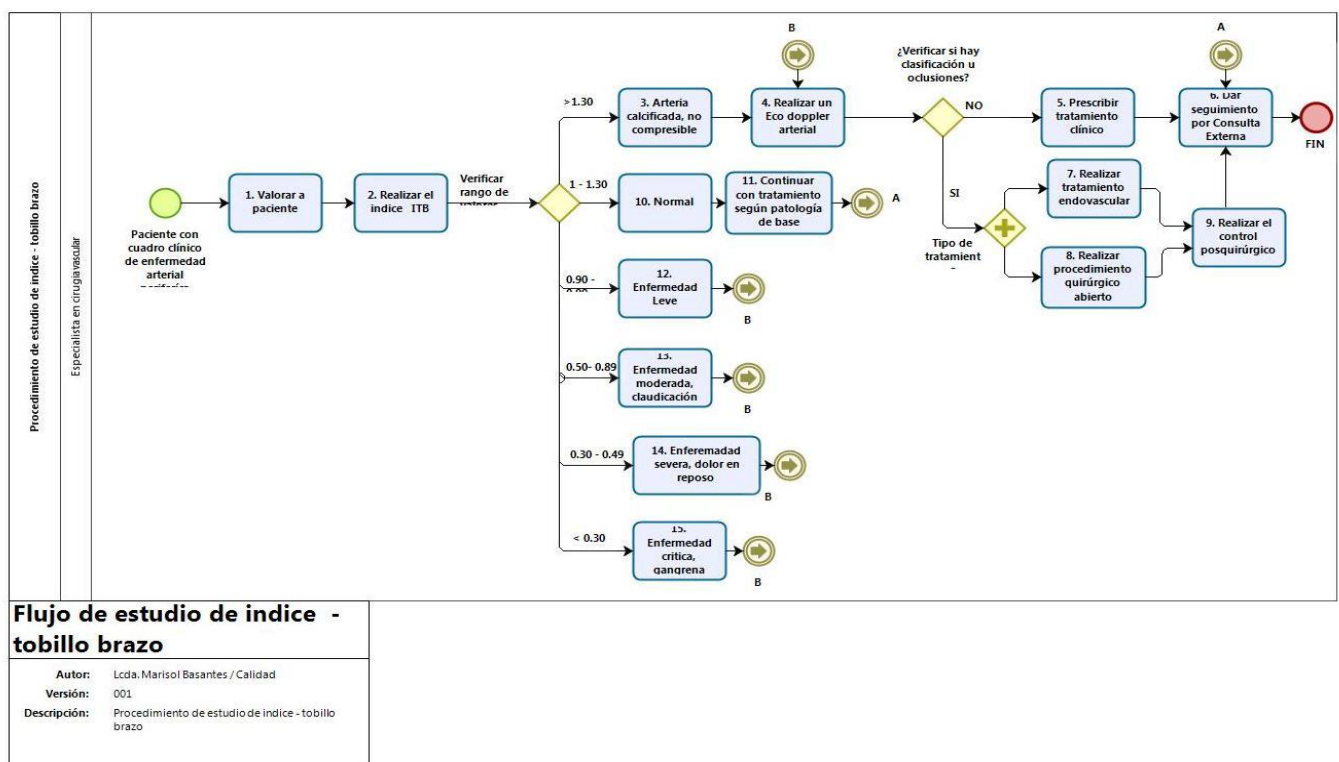 Procedimiento de estudio de indice - tobillo brazo
Especialista en cirugia vascular
Paciente con
cuadro clínico
de enfermedad
arterial
1. Valorar a
paciente
2. Realizar el
indice ITB
Verificar
rango de
>1.30
3. Arteria
calcificada, no
compresible
B
4. Realizar un
Eco doppler
arterial
¿Verificar si hay
clasificación u
oclusiones?
NO
5. Prescribir
tratamiento
clínico
A
6. Dar
seguimiento
por Consulta
Externa
FIN
SI
Tipo de
tratamient
7. Realizar
tratamiento
endovascular
8. Realizar
procedimiento
quirúrgico
abierto
9. Realizar el
control
posquirúrgico
1 - 1.30
10. Normal
11. Continuar
con tratamiento
según patología
de base
A
0.90 -
12.
Enfermedad
Leve
B
0.50- 0.89
13.
Enfermedad
moderada,
claudicación
B
0.30 - 0.49
14. Enferemadad
severa, dolor en
reposo
B
< 0.30
15.
Enfermedad
critica,
gangrena
B
Flujo de estudio de indice -
tobillo brazo
Autor: Lcda. Marisol Basantes / Calidad
Versión: 001
Descripción: Procedimiento de estudio de indice - tobillo
brazo